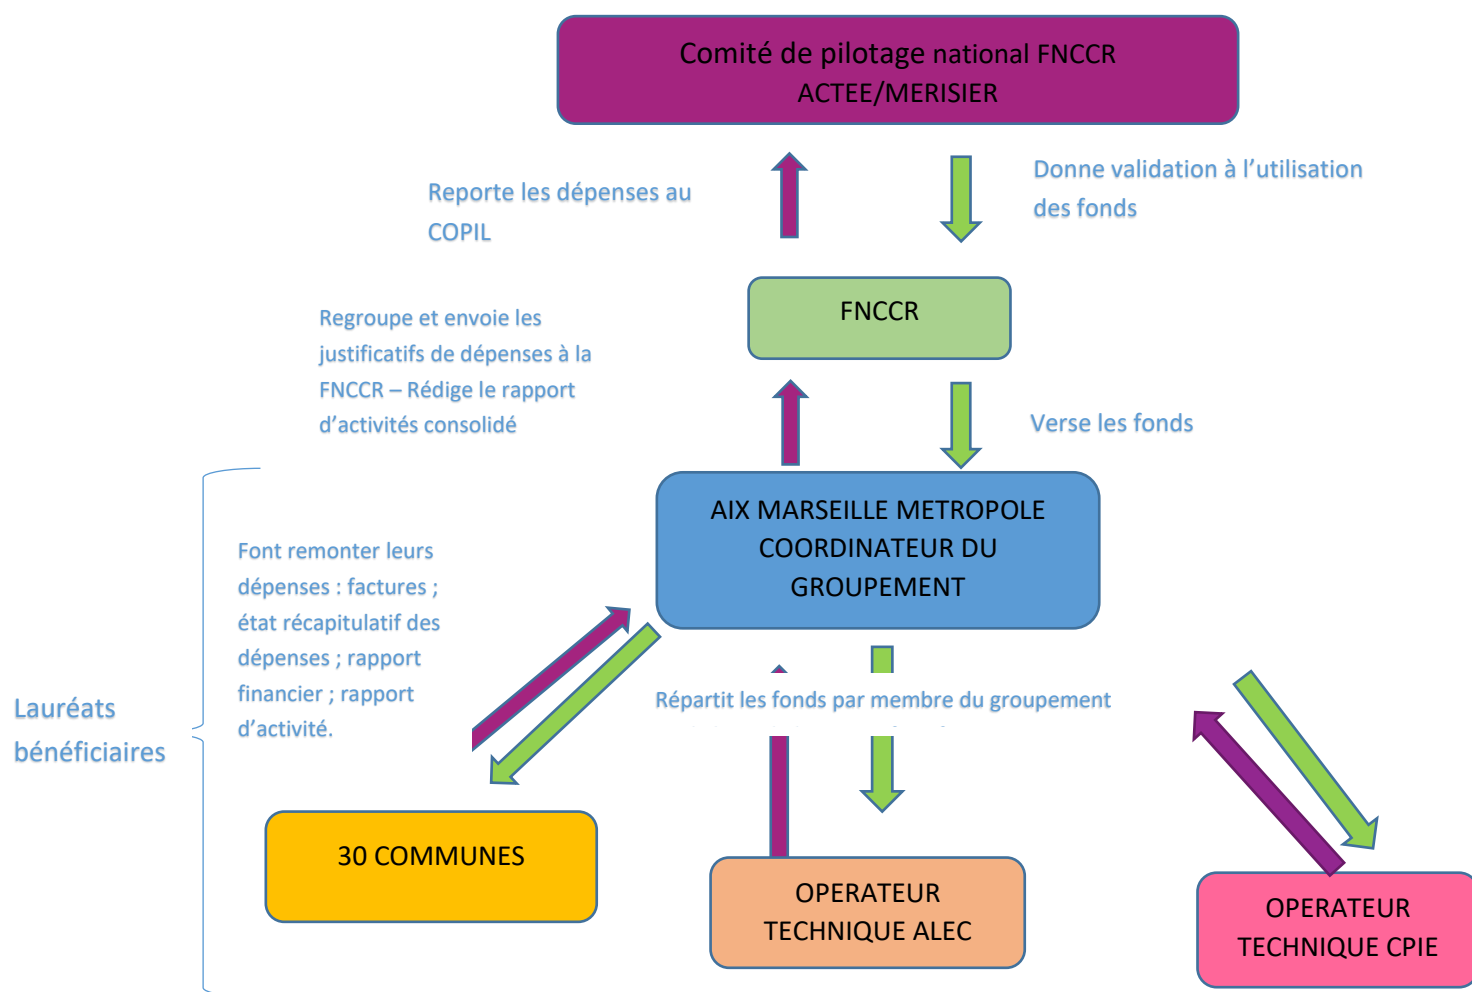 Comité de pilotage national FNCCR
ACTEE/MERISIER
Reporte les dépenses au
COPIL
Donne validation à l’utilisation
des fonds
FNCCR
Regroupe et envoie les
justificatifs de dépenses à la
FNCCR – Rédige le rapport
d’activités consolidé
Verse les fonds
AIX MARSEILLE METROPOLE
COORDINATEUR DU
GROUPEMENT
Font remonter leurs
dépenses : factures ;
état récapitulatif des
dépenses ; rapport
financier ; rapport
d’activité.
Répartit les fonds par membre du groupement
Lauréats
bénéficiaires
30 COMMUNES
OPERATEUR
TECHNIQUE ALEC
OPERATEUR
TECHNIQUE CPIE